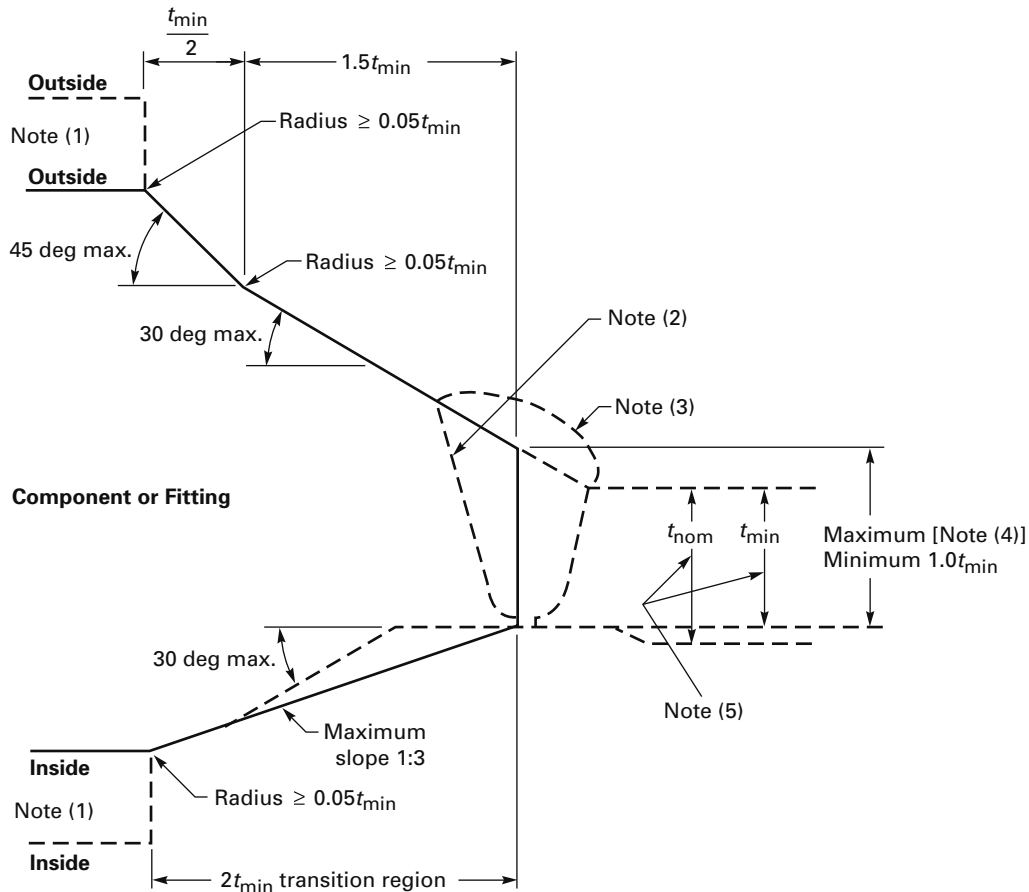 t_min
2
1.5t_min
Outside
Note (1)
Radius ≥ 0.05t_min
Outside
45 deg max.
Radius ≥ 0.05t_min
30 deg max.
Note (2)
Note (3)
Component or Fitting
t_nom
t_min
Maximum [Note (4)]
Minimum 1.0t_min
30 deg max.
Note (5)
Maximum
slope 1:3
Inside
Radius ≥ 0.05t_min
Note (1)
Inside
2t_min transition region